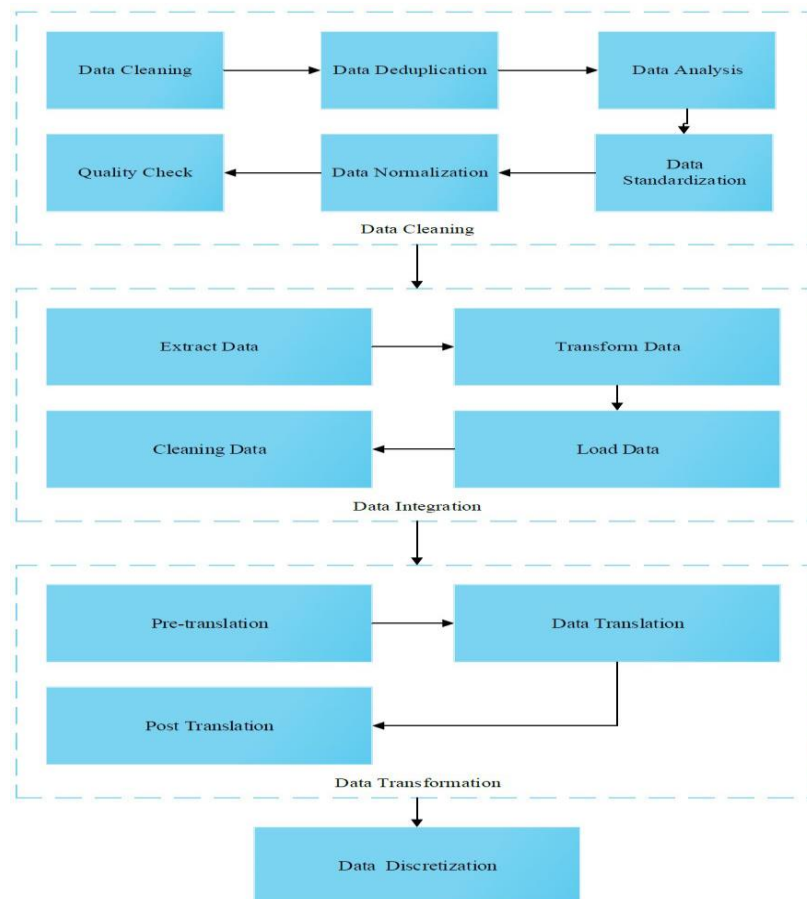 Data Cleaning
Data Deduplication
Data Analysis
Quality Check
Data Normalization
Data
Standardization
Data Cleaning
Extract Data
Transform Data
Cleaning Data
Load Data
Data Integration
Pre-translation
Data Translation
Post Translation
Data Transformation
Data Discretization